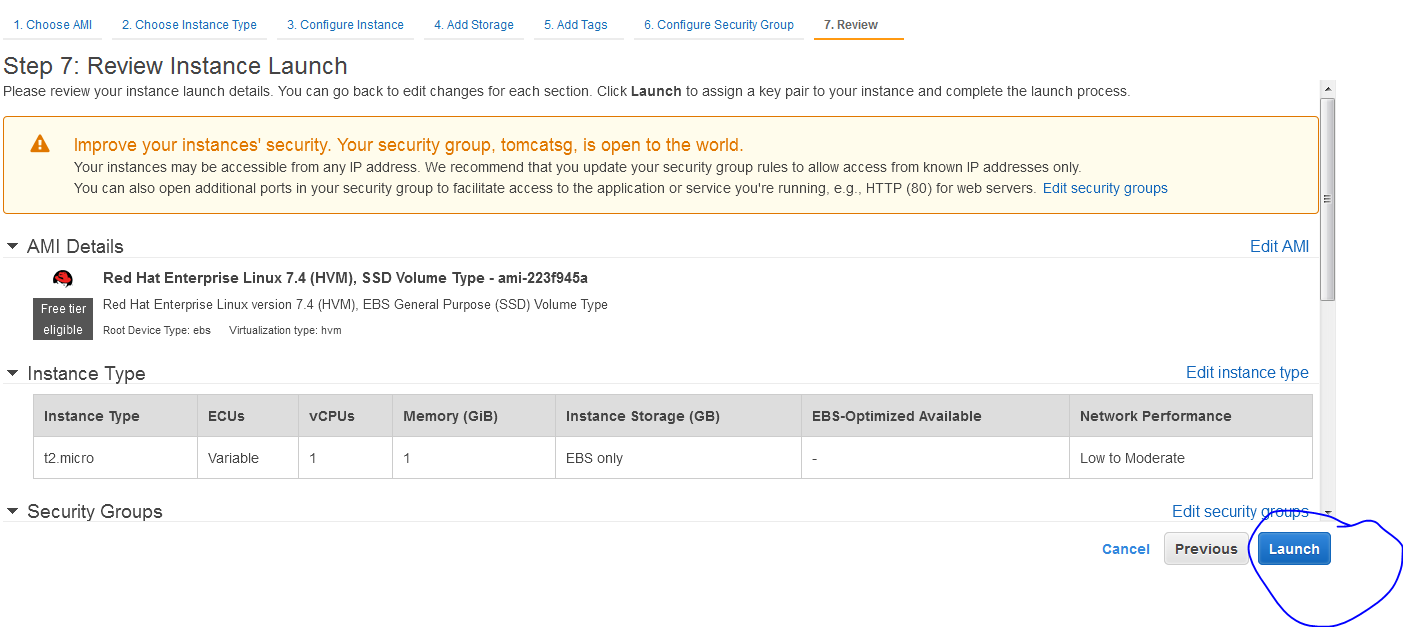 1. Choose AMI 2. Choose Instance Type 3. Configure Instance 4. Add Storage 5. Add Tags 6. Configure Security Group 7. Review
Step 7: Review Instance Launch
Please review your instance launch details. You can go back to edit changes for each section. Click Launch to assign a key pair to your instance and complete the launch process.
Improve your instances' security. Your security group, tomcatsg, is open to the world.
Your instances may be accessible from any IP address. We recommend that you update your security group rules to allow access from known IP addresses only.
You can also open additional ports in your security group to facilitate access to the application or service you're running, e.g., HTTP (80) for web servers. Edit security groups
AMI Details Edit AMI
Red Hat Enterprise Linux 7.4 (HVM), SSD Volume Type - ami-223f945a
Free tier eligible
Red Hat Enterprise Linux version 7.4 (HVM), EBS General Purpose (SSD) Volume Type
Root Device Type: ebs Virtualization type: hvm
Instance Type Edit instance type
Instance Type ECUs vCPUs Memory (GiB) Instance Storage (GB) EBS-Optimized Available Network Performance
t2.micro Variable 1 1 EBS only - Low to Moderate
Security Groups Edit security groups
Cancel Previous Launch